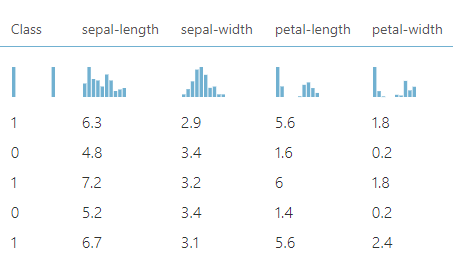 Class sepal-length sepal-width petal-length petal-width
1 6.3 2.9 5.6 1.8
0 4.8 3.4 1.6 0.2
1 7.2 3.2 6 1.8
0 5.2 3.4 1.4 0.2
1 6.7 3.1 5.6 2.4